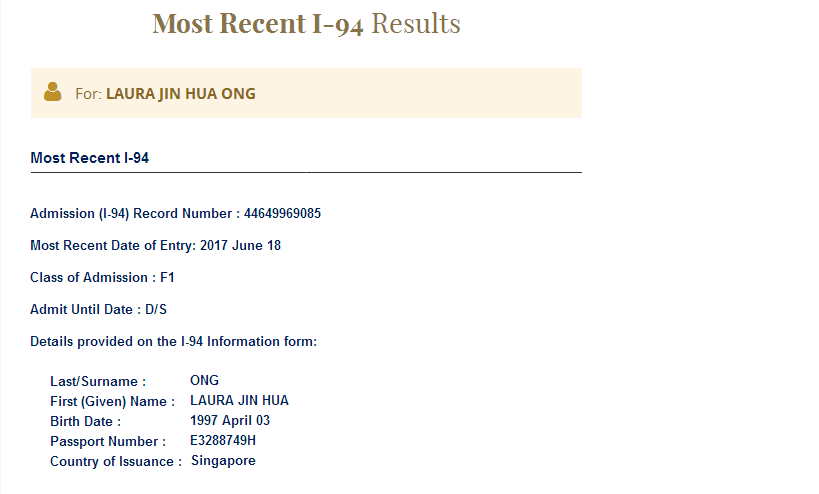 Most Recent I-94 Results
For: LAURA JIN HUA ONG
Most Recent I-94
Admission (I-94) Record Number : 44649969085
Most Recent Date of Entry: 2017 June 18
Class of Admission : F1
Admit Until Date : D/S
Details provided on the I-94 Information form:
Last/Surname : ONG
First (Given) Name : LAURA JIN HUA
Birth Date : 1997 April 03
Passport Number : E3288749H
Country of Issuance : Singapore